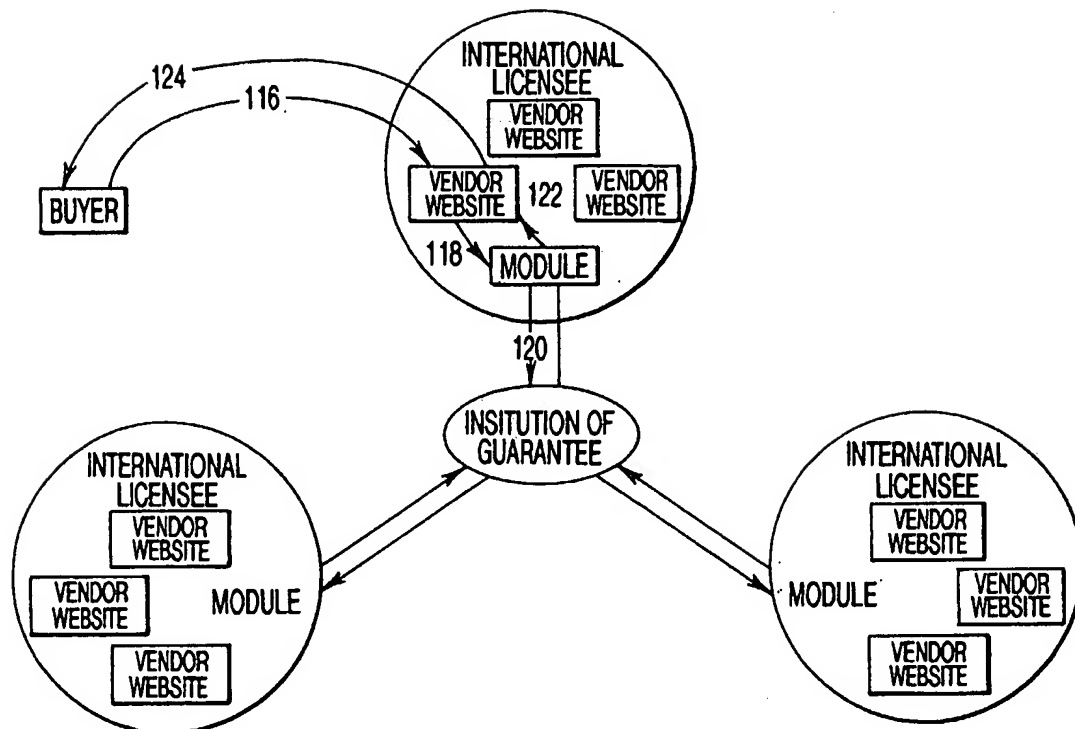 INTERNATIONAL
LICENSEE
VENDOR
WEBSITE
124
116
VENDOR
WEBSITE
122
VENDOR
WEBSITE
BUYER
118
MODULE
120
INSITUTION OF
GUARANTEE
INTERNATIONAL
LICENSEE
VENDOR
WEBSITE
VENDOR
WEBSITE
MODULE
VENDOR
WEBSITE
INTERNATIONAL
LICENSEE
VENDOR
WEBSITE
MODULE
VENDOR
WEBSITE
VENDOR
WEBSITE